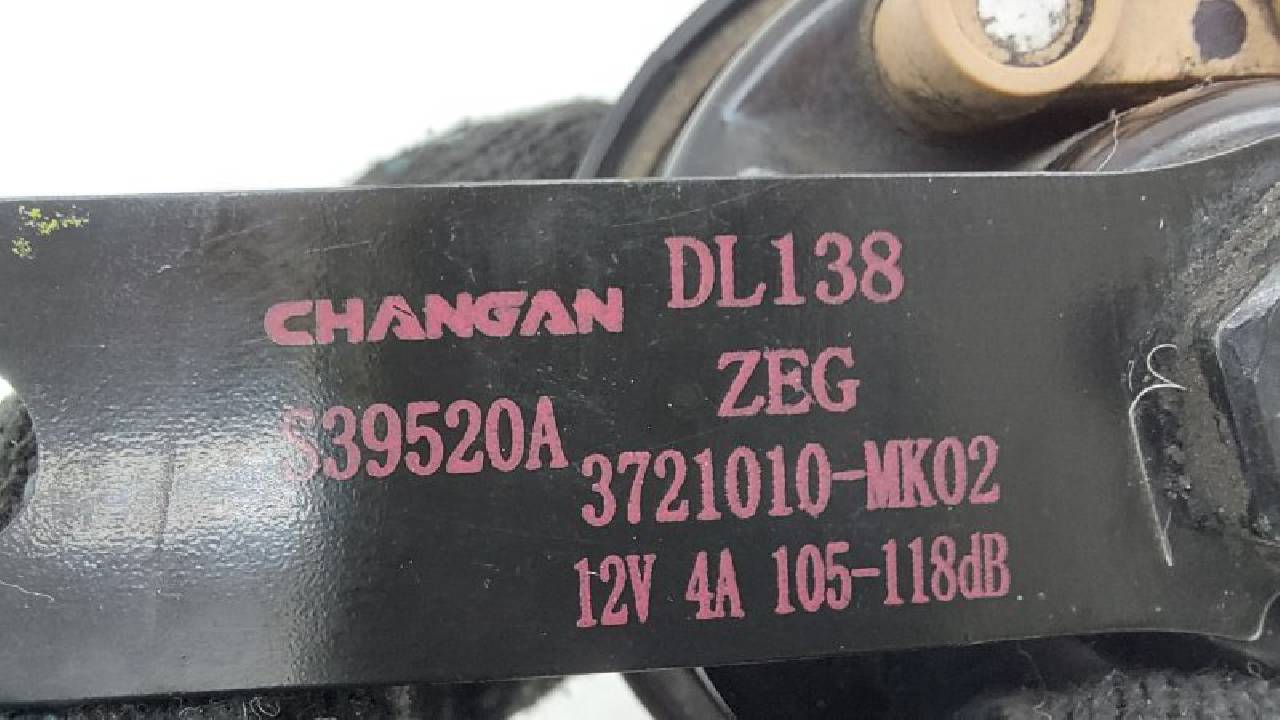 CHANGAN DL138
ZEG
S39520A
3721010-MK02
12V 4A 105-118dB